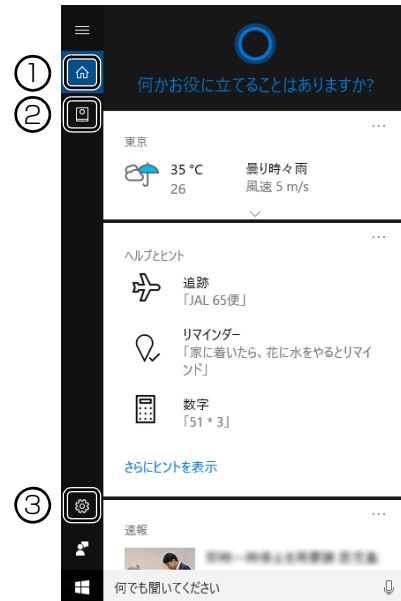 ①
②
③
何かお役に立てることはありますか?
東京
35 °C
26
曇り時々雨
風速 5 m/s
ヘルプとヒント
追跡
「JAL 65便」
リマインダー
「家に着いたら、花に水をやるとリマイ
ンド」
数字
「51 * 3」
さらにヒントを表示
速報
何でも聞いてください